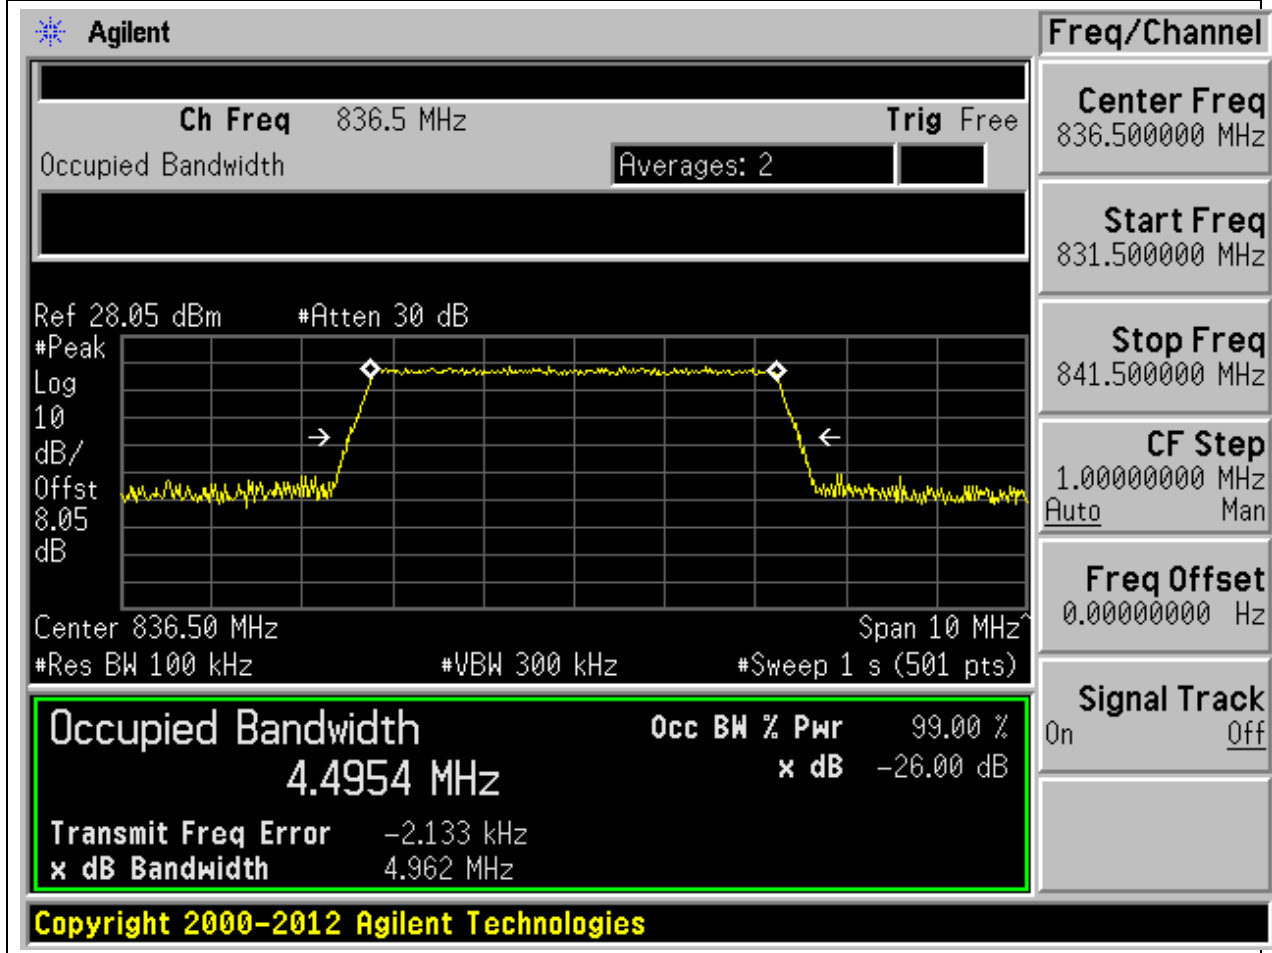 Agilent
Freq/Channel
Ch Freq 836.5 MHz Trig Free
Occupied Bandwidth Averages: 2
Center Freq
836.500000 MHz
Start Freq
831.500000 MHz
Stop Freq
841.500000 MHz
CF Step
1.00000000 MHz
Auto Man
Freq Offset
0.00000000 Hz
Signal Track
On Off
Ref 28.05 dBm #Atten 30 dB
#Peak
Log
10
dB/
Offst
8.05
dB
Center 836.50 MHz Span 10 MHz^
#Res BW 100 kHz #VBW 300 kHz #Sweep 1 s (501 pts)
Occupied Bandwidth Occ BW % Pwr 99.00 %
4.4954 MHz x dB -26.00 dB
Transmit Freq Error -2.133 kHz
x dB Bandwidth 4.962 MHz
Copyright 2000-2012 Agilent Technologies